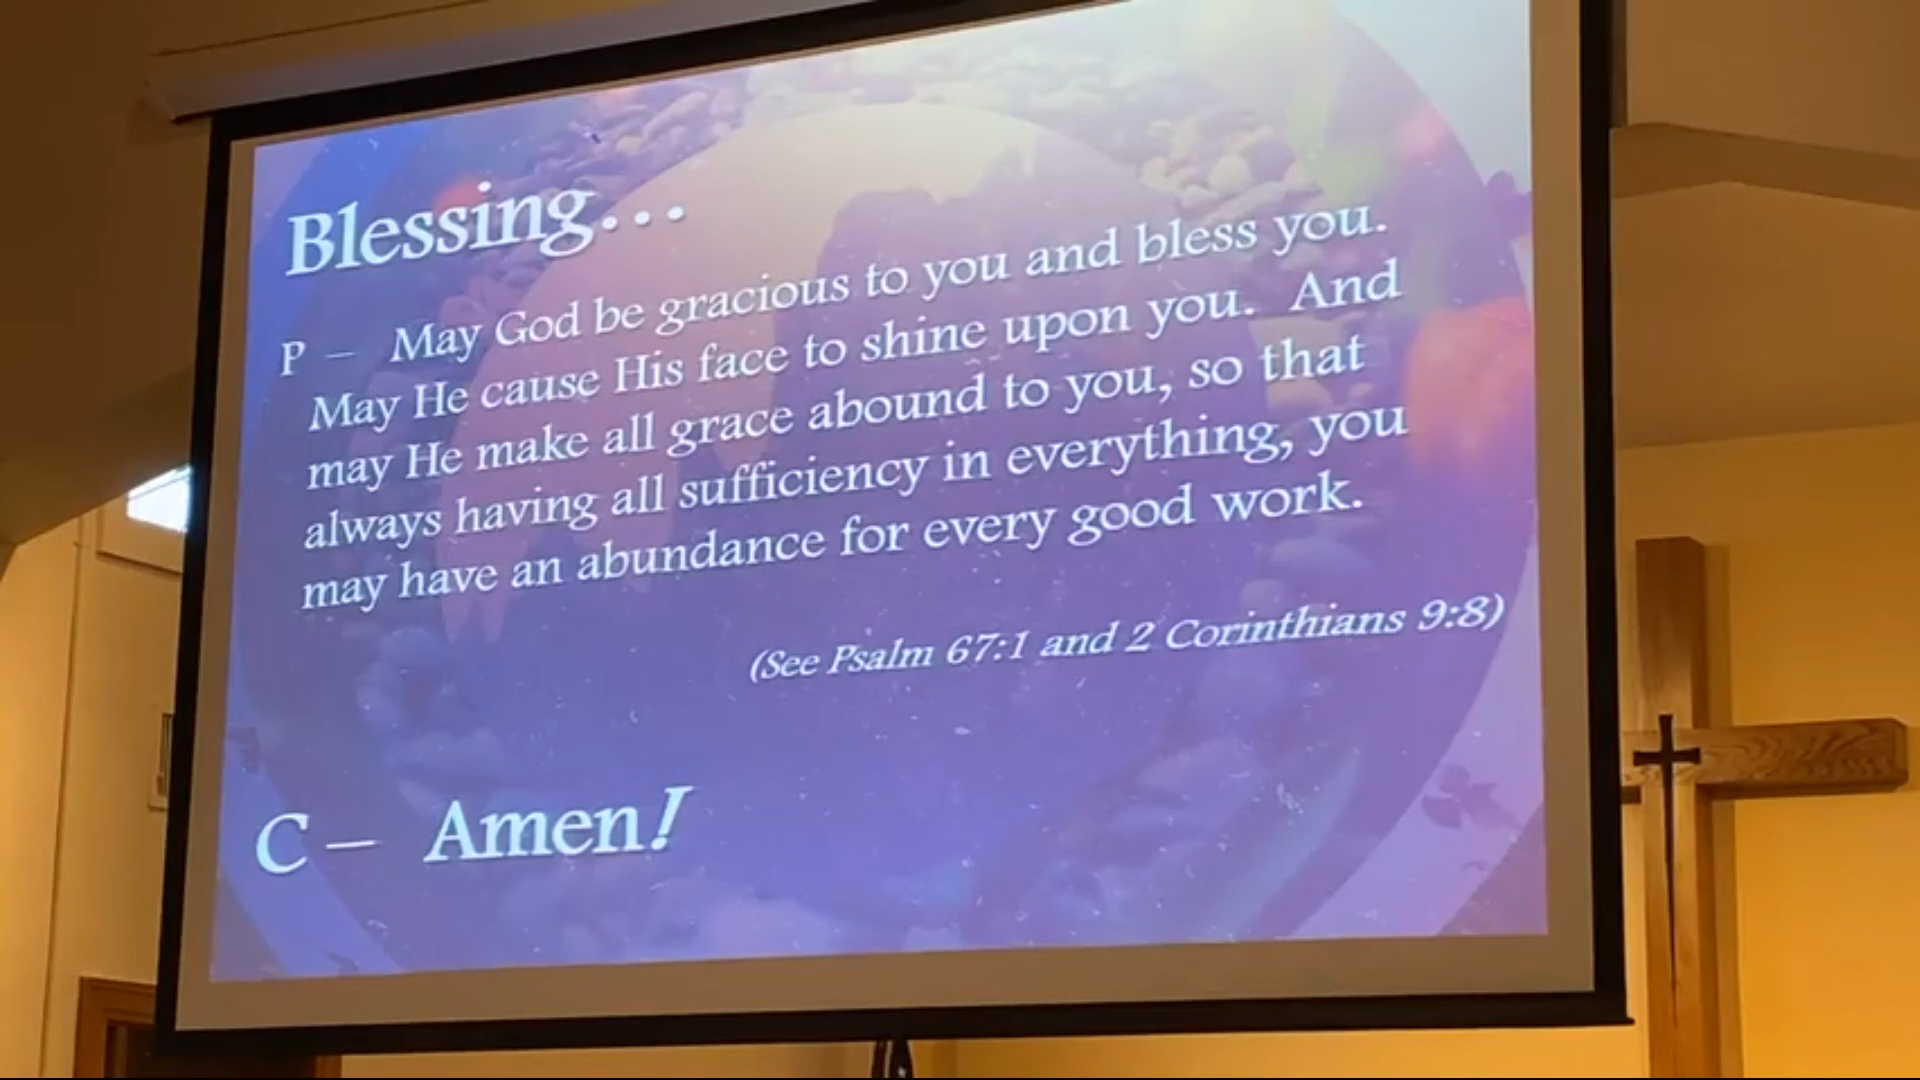 Blessing...
P – May God be gracious to you and bless you.
May He cause His face to shine upon you. And
may He make all grace abound to you, so that
always having all sufficiency in everything, you
may have an abundance for every good work.
(See Psalm 67:1 and 2 Corinthians 9:8)
C – Amen!